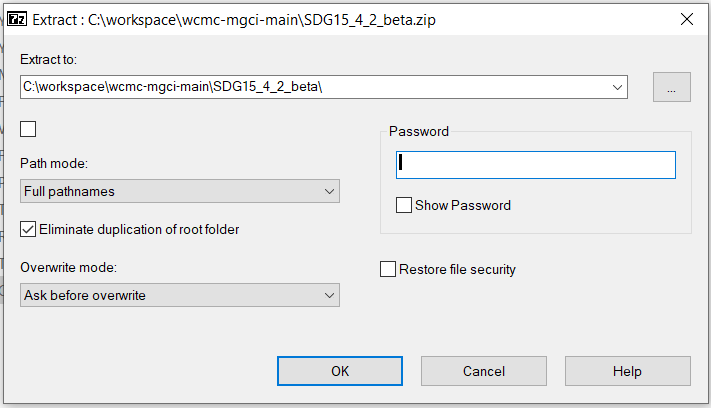 7z Extract : C:\workspace\wcmc-mgci-main\SDG15_4_2_beta.zip
Extract to:
C:\workspace\wcmc-mgci-main\SDG15_4_2_beta\
...
Password
Path mode:
Full pathnames
Show Password
Eliminate duplication of root folder
Overwrite mode:
Restore file security
Ask before overwrite
OK
Cancel
Help